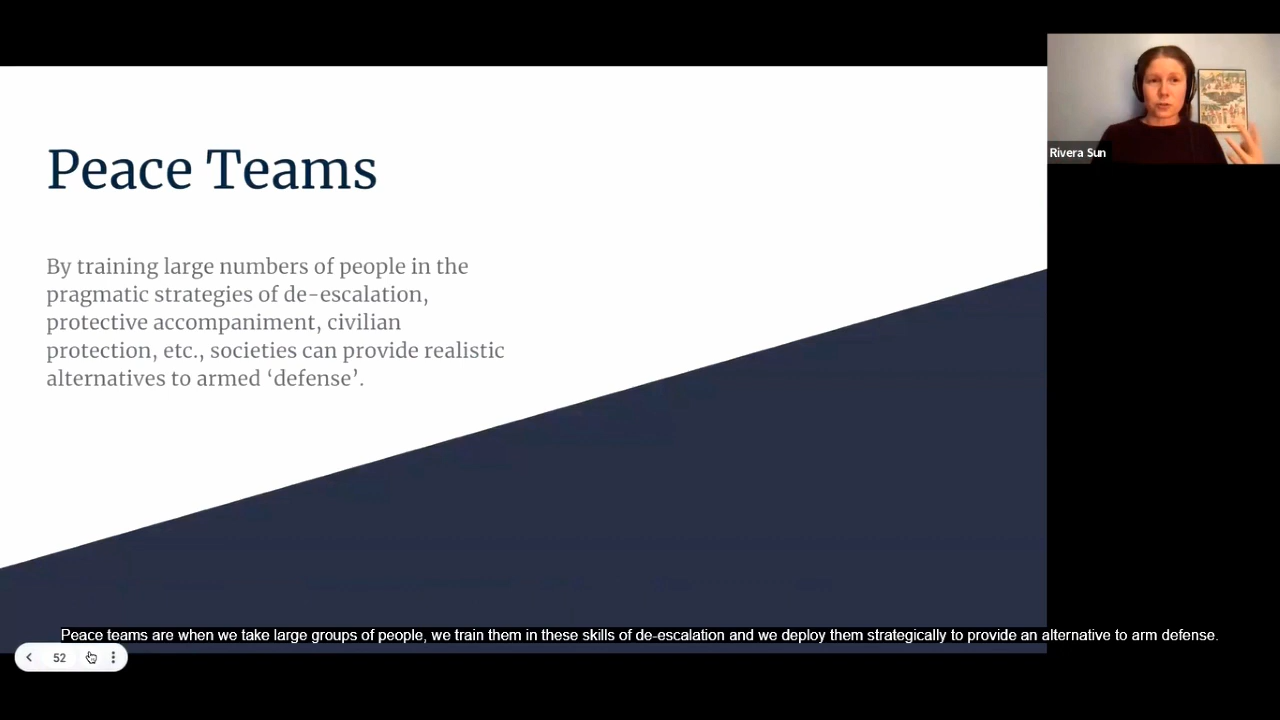 Peace Teams
By training large numbers of people in the
pragmatic strategies of de-escalation,
protective accompaniment, civilian
protection, etc., societies can provide realistic
alternatives to armed ‘defense’.
Rivera Sun
Peace teams are when we take large groups of people, we train them in these skills of de-escalation and we deploy them strategically to provide an alternative to arm defense.
52